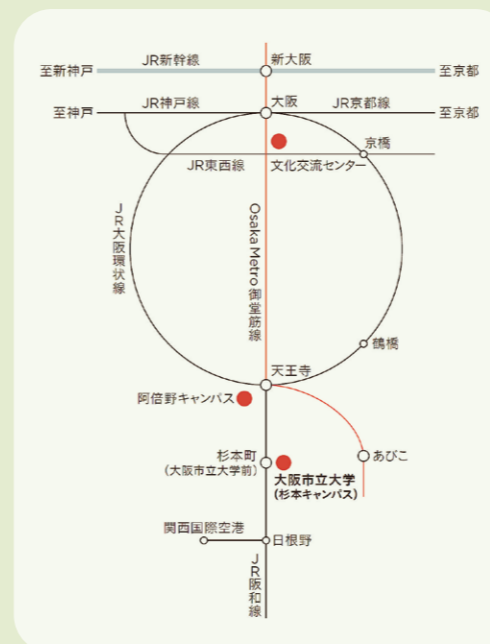 JR新幹線
新大阪
至新神戸
至京都
JR神戸線
大阪
JR京都線
至神戸
至京都
京橋
JR東西線
文化交流センター
JR大阪環状線
Osaka Metro 御堂筋線
鶴橋
天王寺
阿倍野キャンパス
杉本町
(大阪市立大学前)
あびこ
大阪市立大学
(杉本キャンパス)
関西国際空港
日根野
JR阪和線